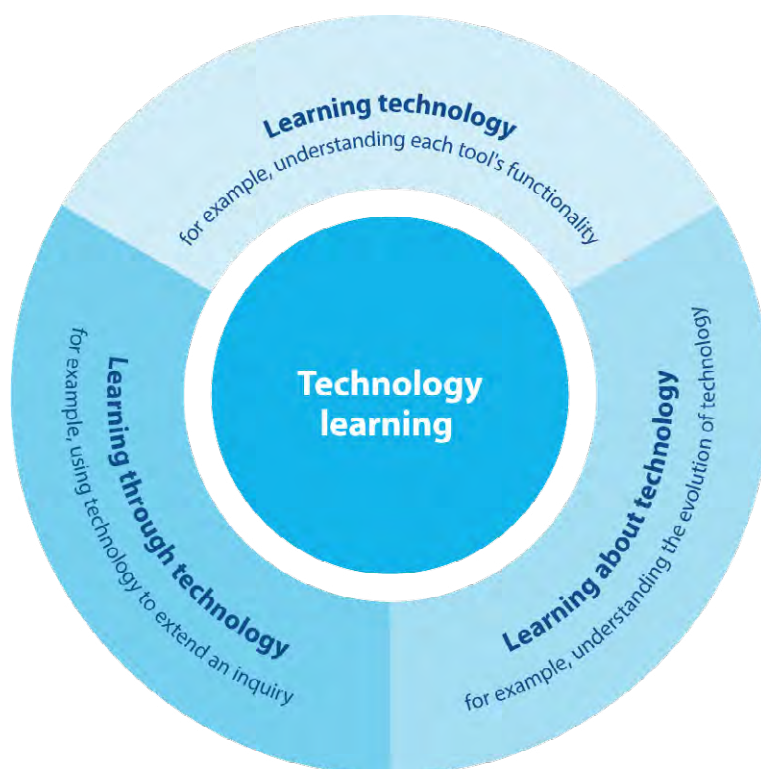 Learning technology
for example, understanding each tool's functionality
Technology
learning
Learning about technology
for example, understanding the evolution of technology
Learning through technology
for example, using technology to extend an inquiry